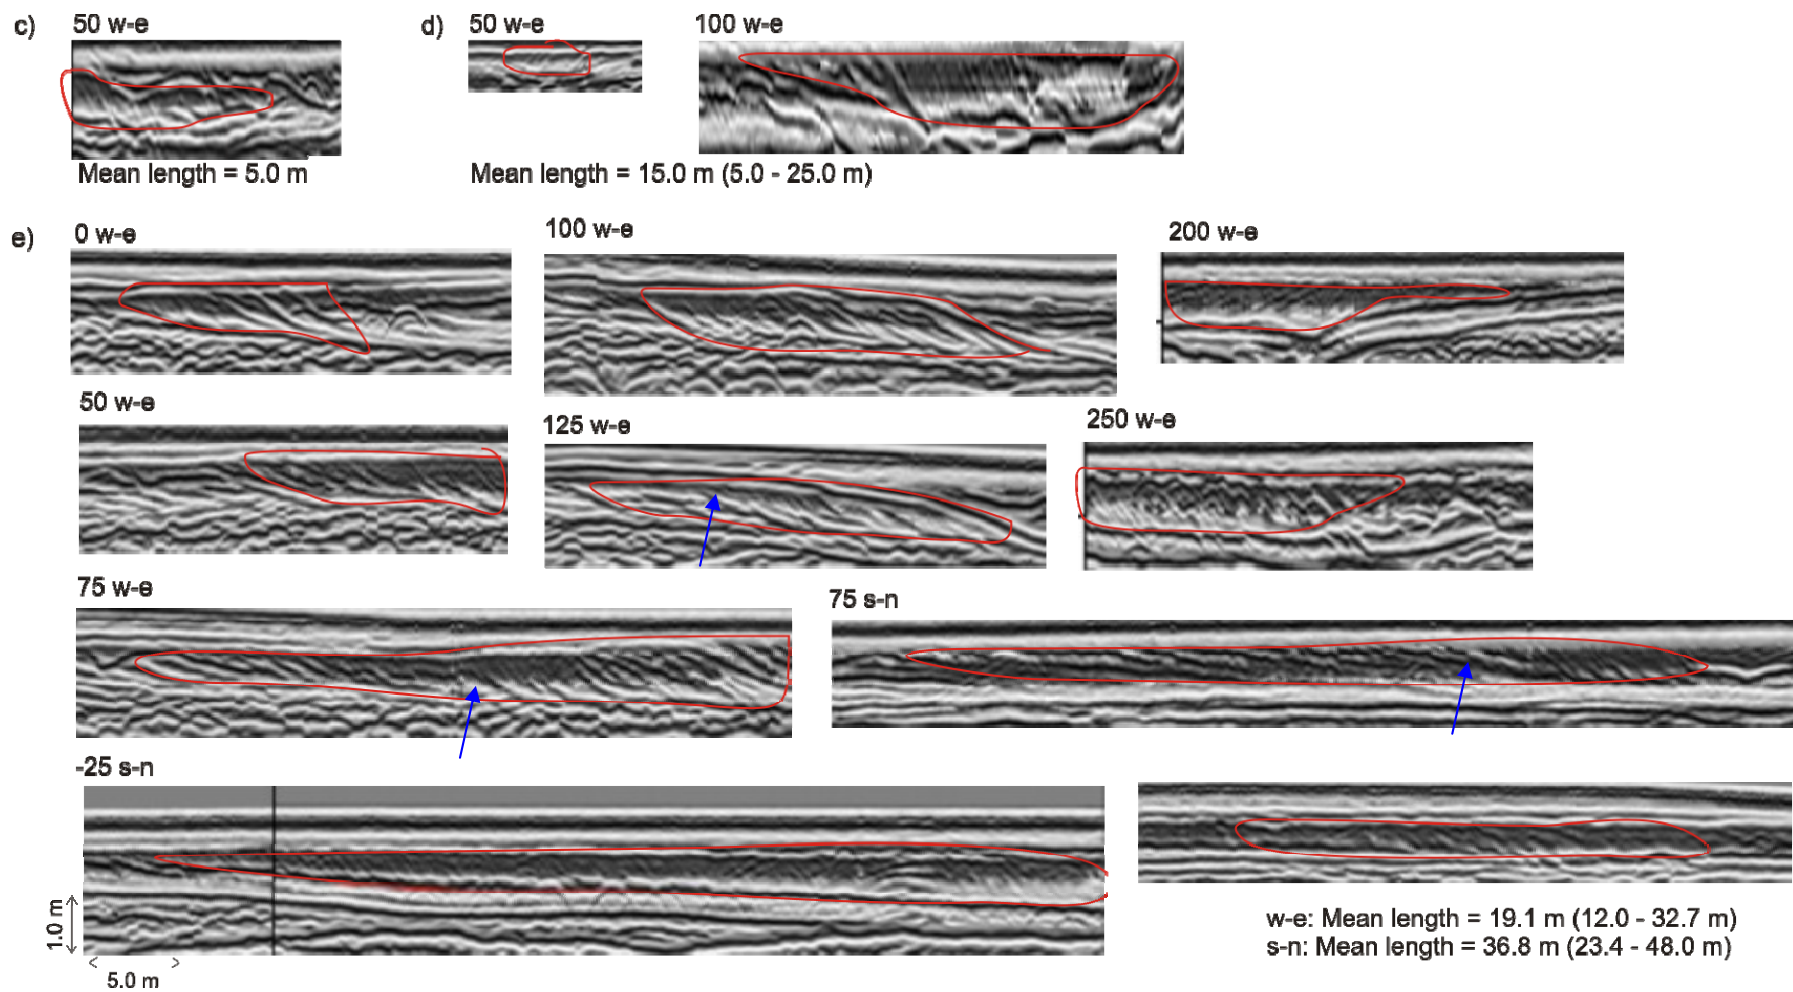 c)
50 w-e
Mean length = 5.0 m
d)
50 w-e
100 w-e
Mean length = 15.0 m (5.0 - 25.0 m)
e)
0 w-e
100 w-e
200 w-e
50 w-e
125 w-e
250 w-e
75 w-e
75 s-n
-25 s-n
1.0 m
5.0 m
w-e: Mean length = 19.1 m (12.0 - 32.7 m)
s-n: Mean length = 36.8 m (23.4 - 48.0 m)